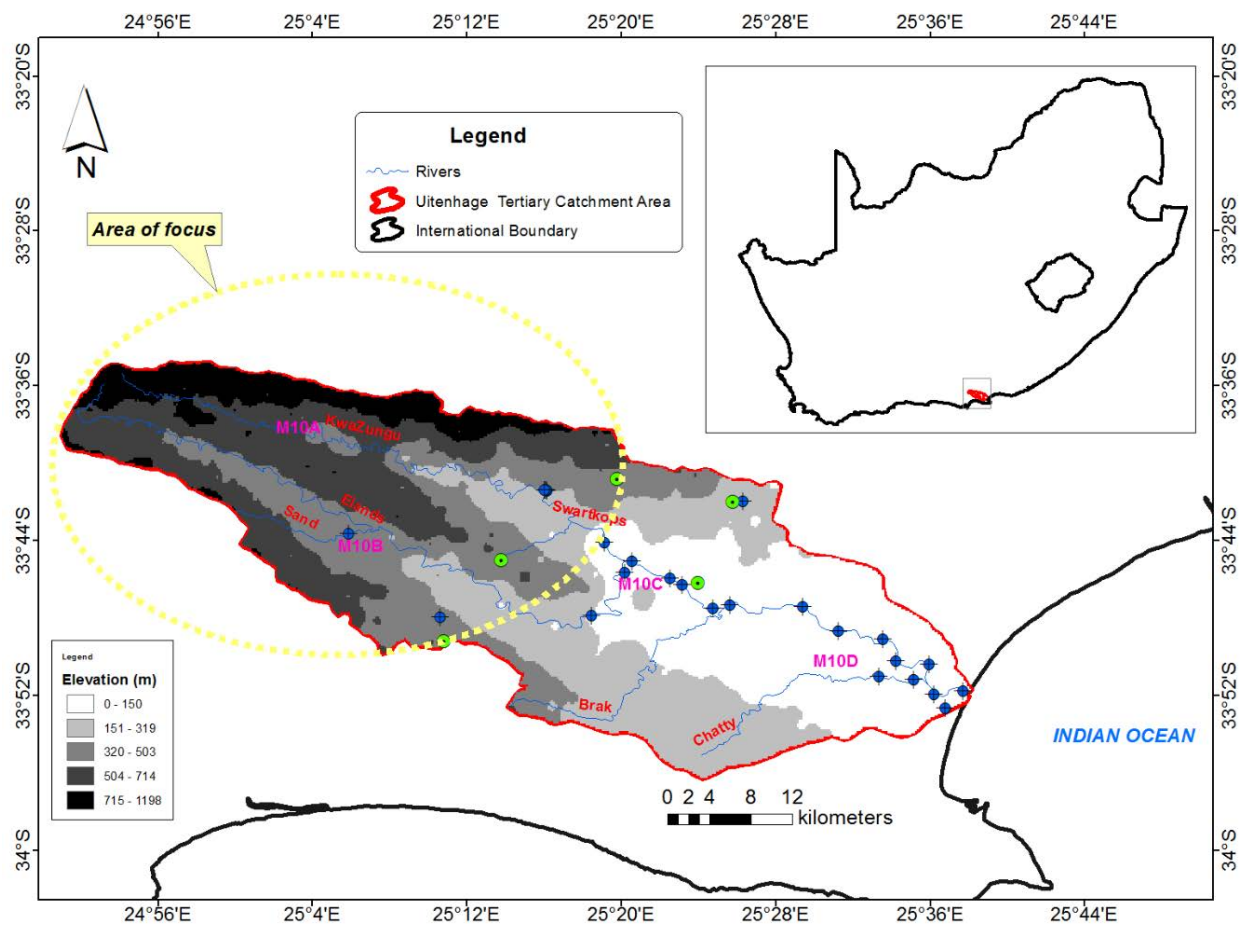 24°56'E 25°4'E 25°12'E 25°20'E 25°28'E 25°36'E 25°44'E
33°20'S
33°20'S
N
Legend
Rivers
Uitenhage Tertiary Catchment Area
International Boundary
Area of focus
33°28'S
33°28'S
33°36'S
33°36'S
M10A
KwaZungu
Swartkops
Elands
Sand
M10B
33°44'S
33°44'S
M10C
M10D
Legend
Elevation (m)
0 - 150
151 - 319
320 - 503
504 - 714
715 - 1198
33°52'S
33°52'S
Brak
Chatty
INDIAN OCEAN
0 2 4 8 12
kilometers
34°S
34°S
24°56'E 25°4'E 25°12'E 25°20'E 25°28'E 25°36'E 25°44'E